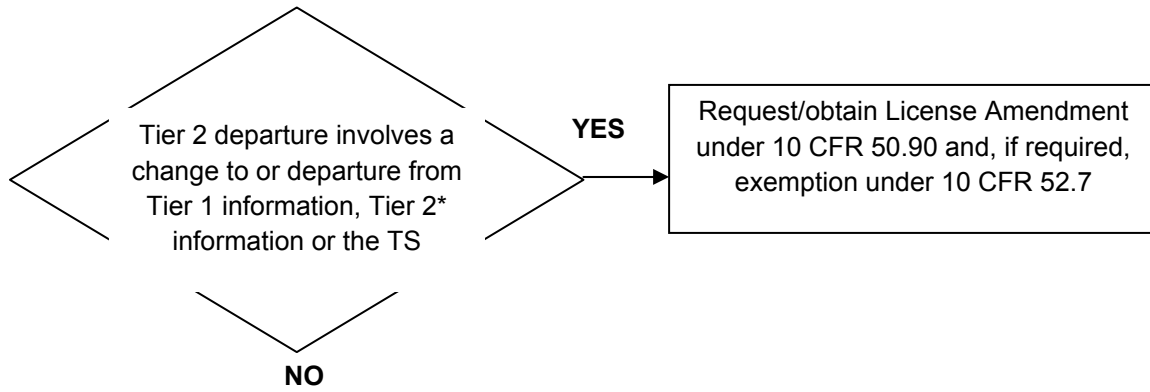 Tier 2 departure involves a
change to or departure from
Tier 1 information, Tier 2*
information or the TS
YES
Request/obtain License Amendment
under 10 CFR 50.90 and, if required,
exemption under 10 CFR 52.7
NO